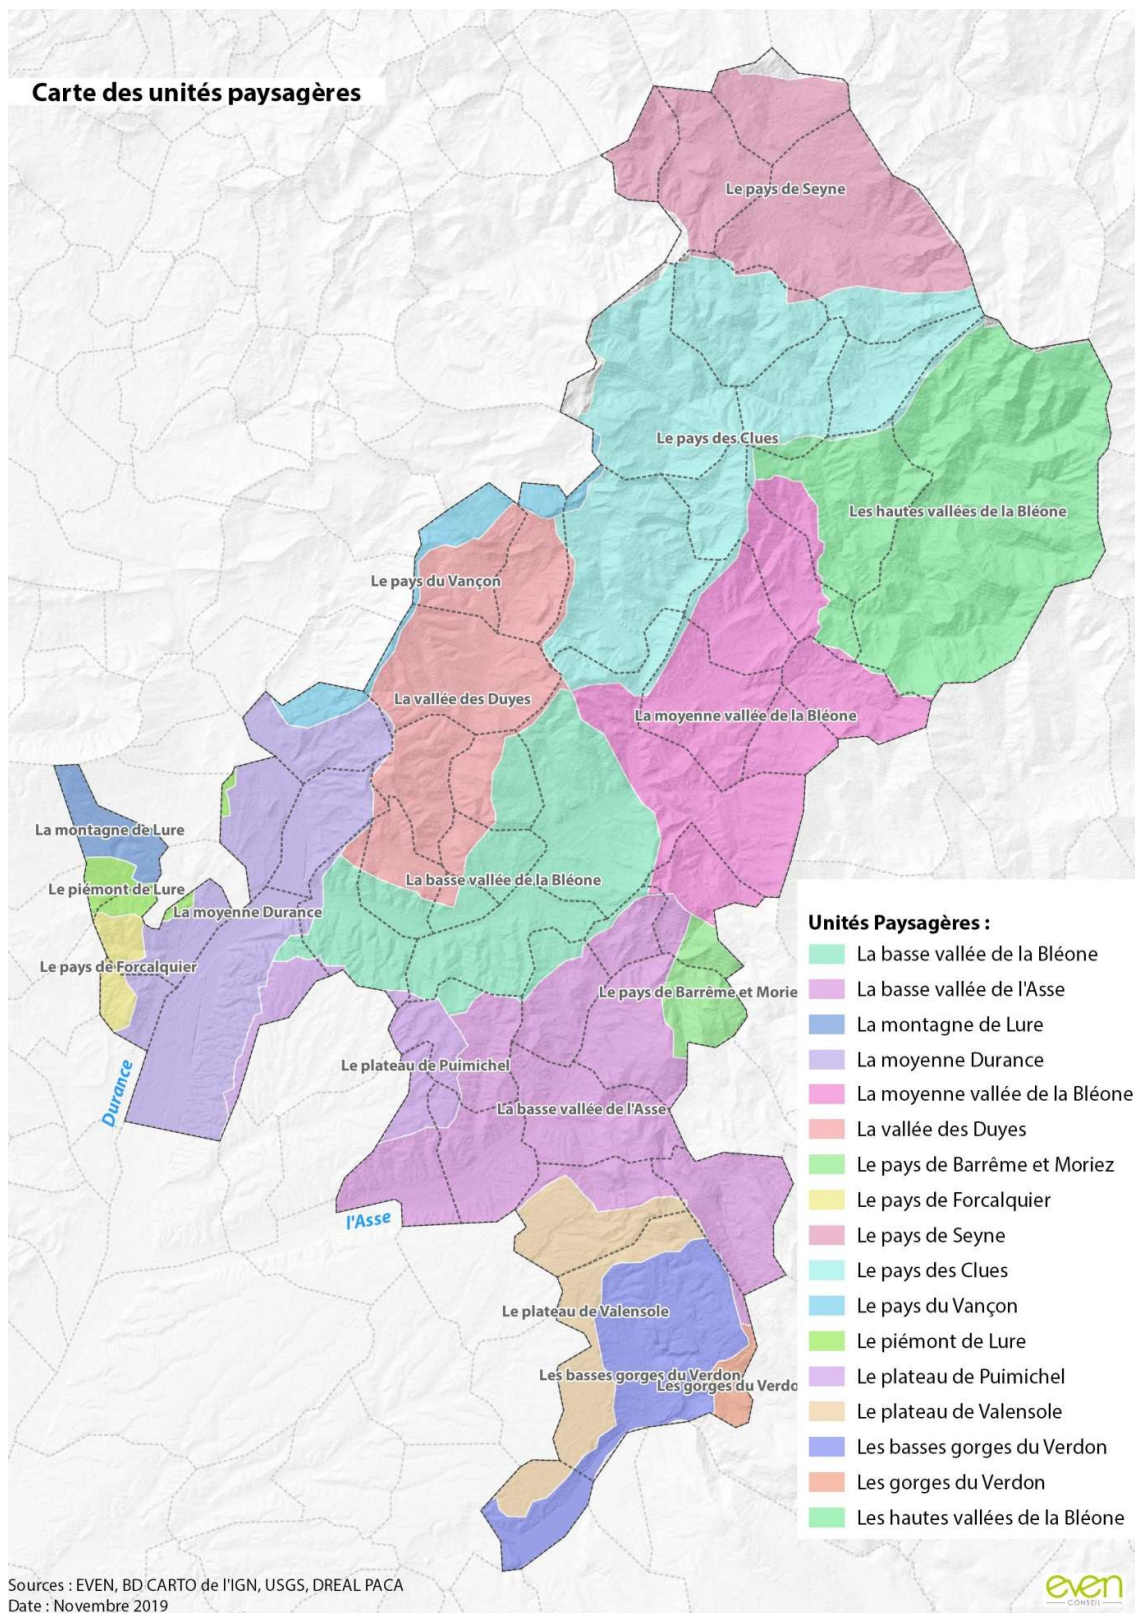 Carte des unités paysagères
Le pays de Seyne
Le pays des Clues
Les hautes vallées de la Bléone
Le pays du Vançon
La vallée des Duyes
La moyenne vallée de la Bléone
La montagne de Lure
La basse vallée de la Bléone
Le piémont de Lure
La moyenne Durance
Le pays de Forcalquier
Le pays de Barrême et Morie
Le plateau de Puimichel
Durance
La basse vallée de l'Asse
l'Asse
Le plateau de Valensole
Les basses gorges du Verdon
Les gorges du Verdo
Unités Paysagères :
La basse vallée de la Bléone
La basse vallée de l'Asse
La montagne de Lure
La moyenne Durance
La moyenne vallée de la Bléone
La vallée des Duyes
Le pays de Barrême et Moriez
Le pays de Forcalquier
Le pays de Seyne
Le pays des Clues
Le pays du Vançon
Le piémont de Lure
Le plateau de Puimichel
Le plateau de Valensole
Les basses gorges du Verdon
Les gorges du Verdon
Les hautes vallées de la Bléone
Sources : EVEN, BD CARTO de l'IGN, USGS, DREAL PACA
Date : Novembre 2019
even
CONSEIL